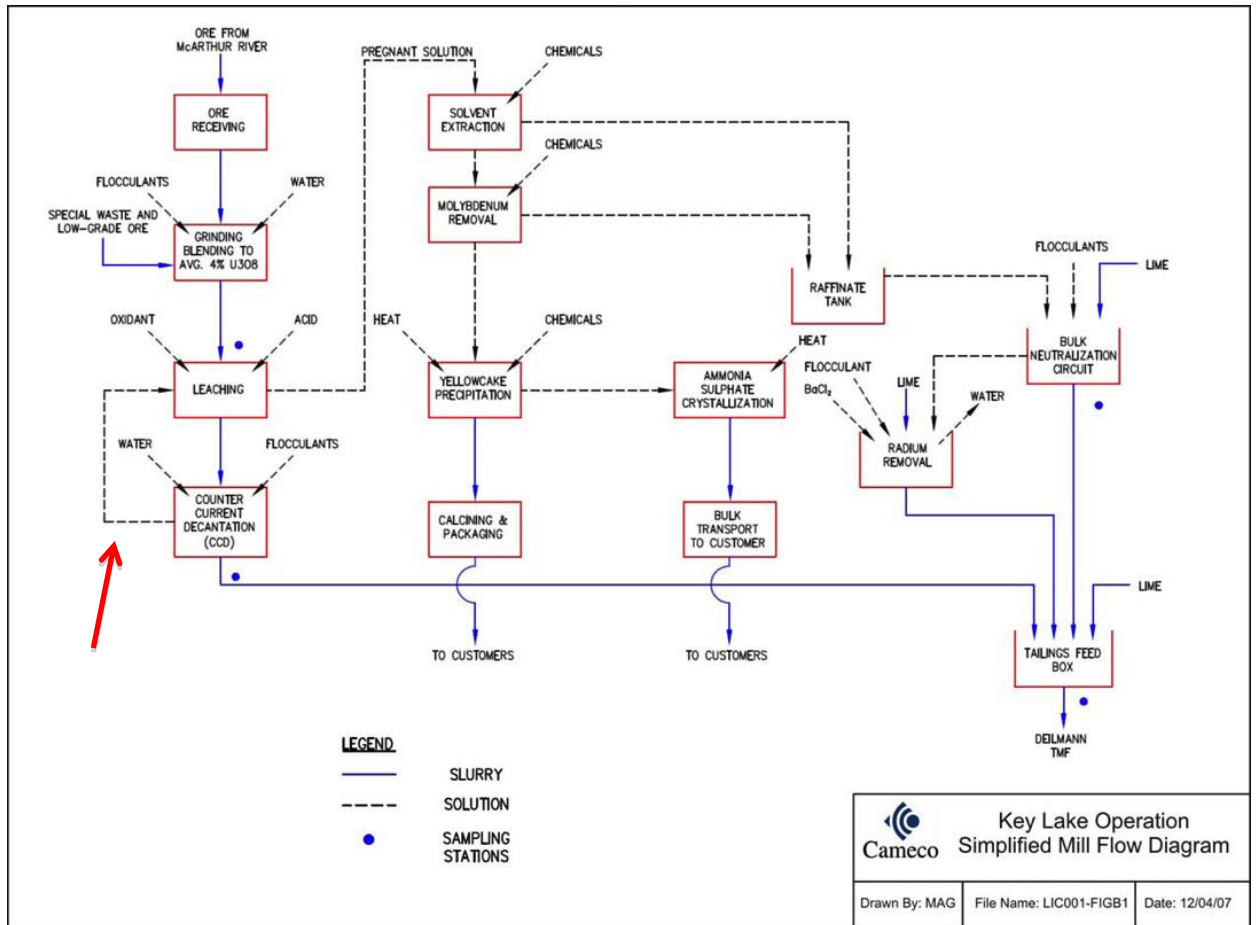 ORE FROM
McARTHUR RIVER
ORE
RECEIVING
FLOCCULANTS
WATER
SPECIAL WASTE AND
LOW-GRADE ORE
GRINDING
BLENDING TO
AVG. 4% U308
OXIDANT
ACID
LEACHING
WATER
FLOCCULANTS
COUNTER
CURRENT
DECANTATION
(CCD)
PREGNANT SOLUTION
CHEMICALS
SOLVENT
EXTRACTION
CHEMICALS
MOLYBDENUM
REMOVAL
HEAT
CHEMICALS
YELLOWCAKE
PRECIPITATION
CALCINING &
PACKAGING
TO CUSTOMERS
HEAT
AMMONIA
SULPHATE
CRYSTALLIZATION
BULK
TRANSPORT
TO CUSTOMER
TO CUSTOMERS
RAFFINATE
TANK
FLOCCULANTS
LIME
BULK
NEUTRALIZATION
CIRCUIT
FLOCCULANT
BaCl₂
LIME
WATER
RADIUM
REMOVAL
LIME
TAILINGS FEED
BOX
DEILMANN
TMF
LEGEND
SLURRY
SOLUTION
SAMPLING
STATIONS
Cameco
Key Lake Operation
Simplified Mill Flow Diagram
Drawn By: MAG
File Name: LIC001-FIGB1
Date: 12/04/07